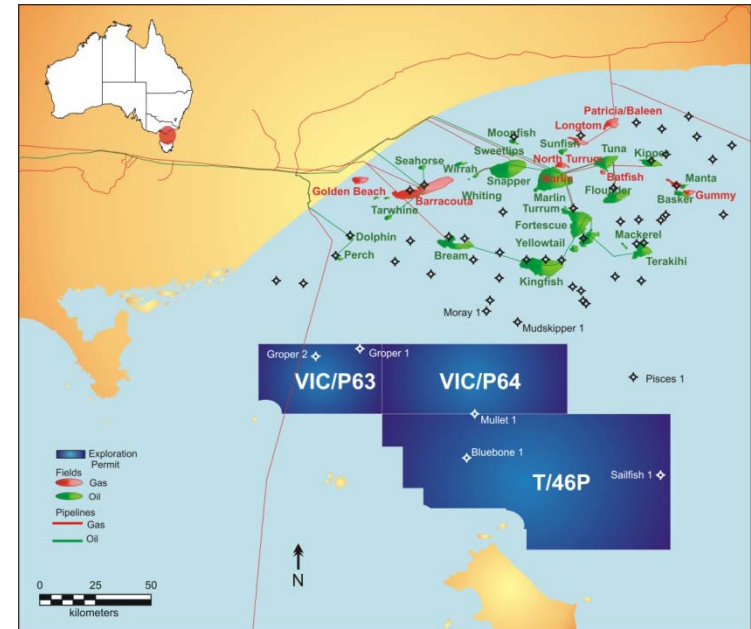 Patricia/Baleen
Longtom
Moonfish
Sunfish
Sweetlips
Tuna
Kipper
North Turrum
Seahorse
Wirrah
Snapper
Marlin
Batfish
Manta
Golden Beach
Barracouta
Whiting
Marlin
Flounder
Basker
Gummy
Tarwhine
Turrum
Fortescue
Dolphin
Yellowtail
Mackerel
Perch
Bream
Terakihi
Kingfish
Moray 1
Mudskipper 1
Groper 2
Groper 1
VIC/P63
VIC/P64
Pisces 1
Mullet 1
Bluebone 1
T/46P
Sailfish 1
Exploration
Permit
Fields
Gas
Oil
Pipelines
Gas
Oil
N
0 25 50
kilometers